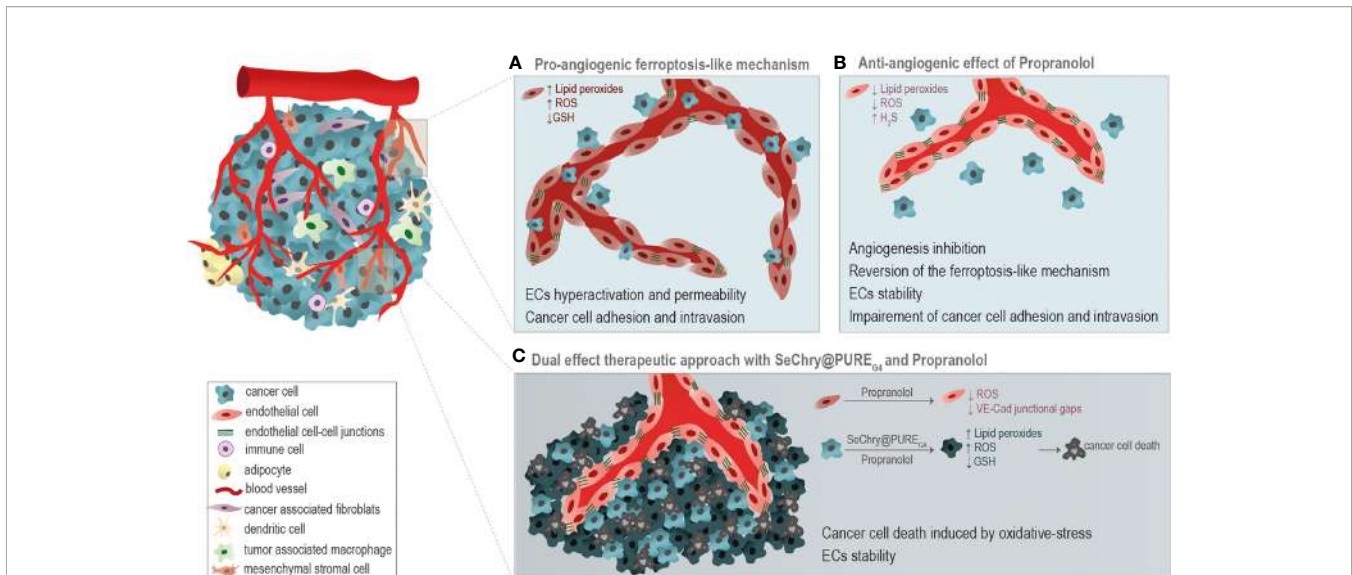 A Pro-angiogenic ferroptosis-like mechanism
↑ Lipid peroxides
↑ ROS
↓GSH
ECs hyperactivation and permeability
Cancer cell adhesion and intravasion
B Anti-angiogenic effect of Propranolol
↓ Lipid peroxides
↓ ROS
↑ H₂S
Angiogenesis inhibition
Reversion of the ferroptosis-like mechanism
ECs stability
Impairement of cancer cell adhesion and intravasion
C Dual effect therapeutic approach with SeChry@PURE_G4 and Propranolol
Propranolol
↓ ROS
↓ VE-Cad junctional gaps
SeChry@PURE_G4
Propranolol
↑ Lipid peroxides
↑ ROS
↓ GSH
cancer cell death
Cancer cell death induced by oxidative-stress
ECs stability
cancer cell
endothelial cell
endothelial cell-cell junctions
immune cell
adipocyte
blood vessel
cancer associated fibroblats
dendritic cell
tumor associated macrophage
mesenchymal stromal cell